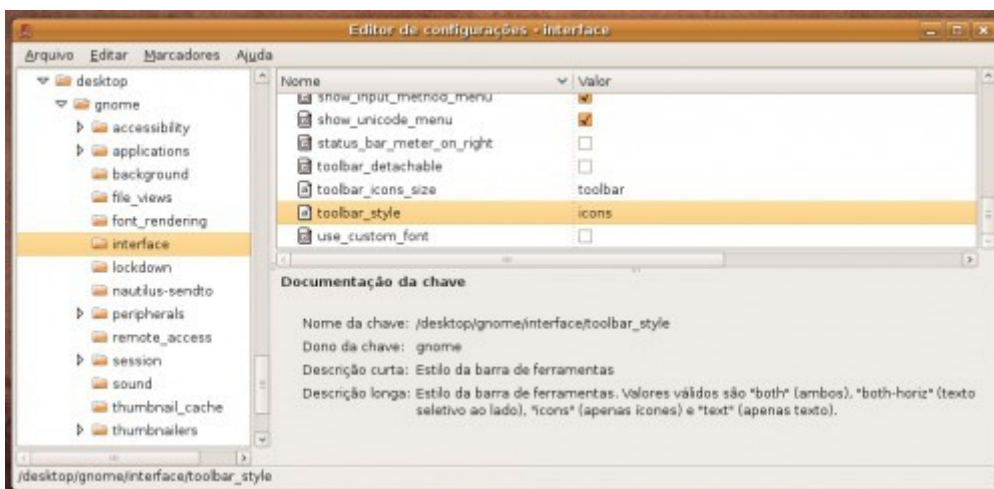 Editor de configurações - interface
Arquivo Editar Marcadores Ajuda
desktop
gnome
accessibility
applications
background
file_views
font_rendering
interface
lockdown
nautilus-sendto
peripherals
remote_access
session
sound
thumbnail_cache
thumbnailers
Nome Valor
show_input_method_menu
show_unicode_menu
status_bar_meter_on_right
toolbar_detachable
toolbar_icons_size toolbar
toolbar_style icons
use_custom_font
Documentação da chave
Nome da chave: /desktop/gnome/interface/toolbar_style
Dono da chave: gnome
Descrição curta: Estilo da barra de ferramentas
Descrição longa: Estilo da barra de ferramentas. Valores válidos são "both" (ambos), "both-horiz" (texto
seletivo ao lado), "icons" (apenas ícones) e "text" (apenas texto).
/desktop/gnome/interface/toolbar_style